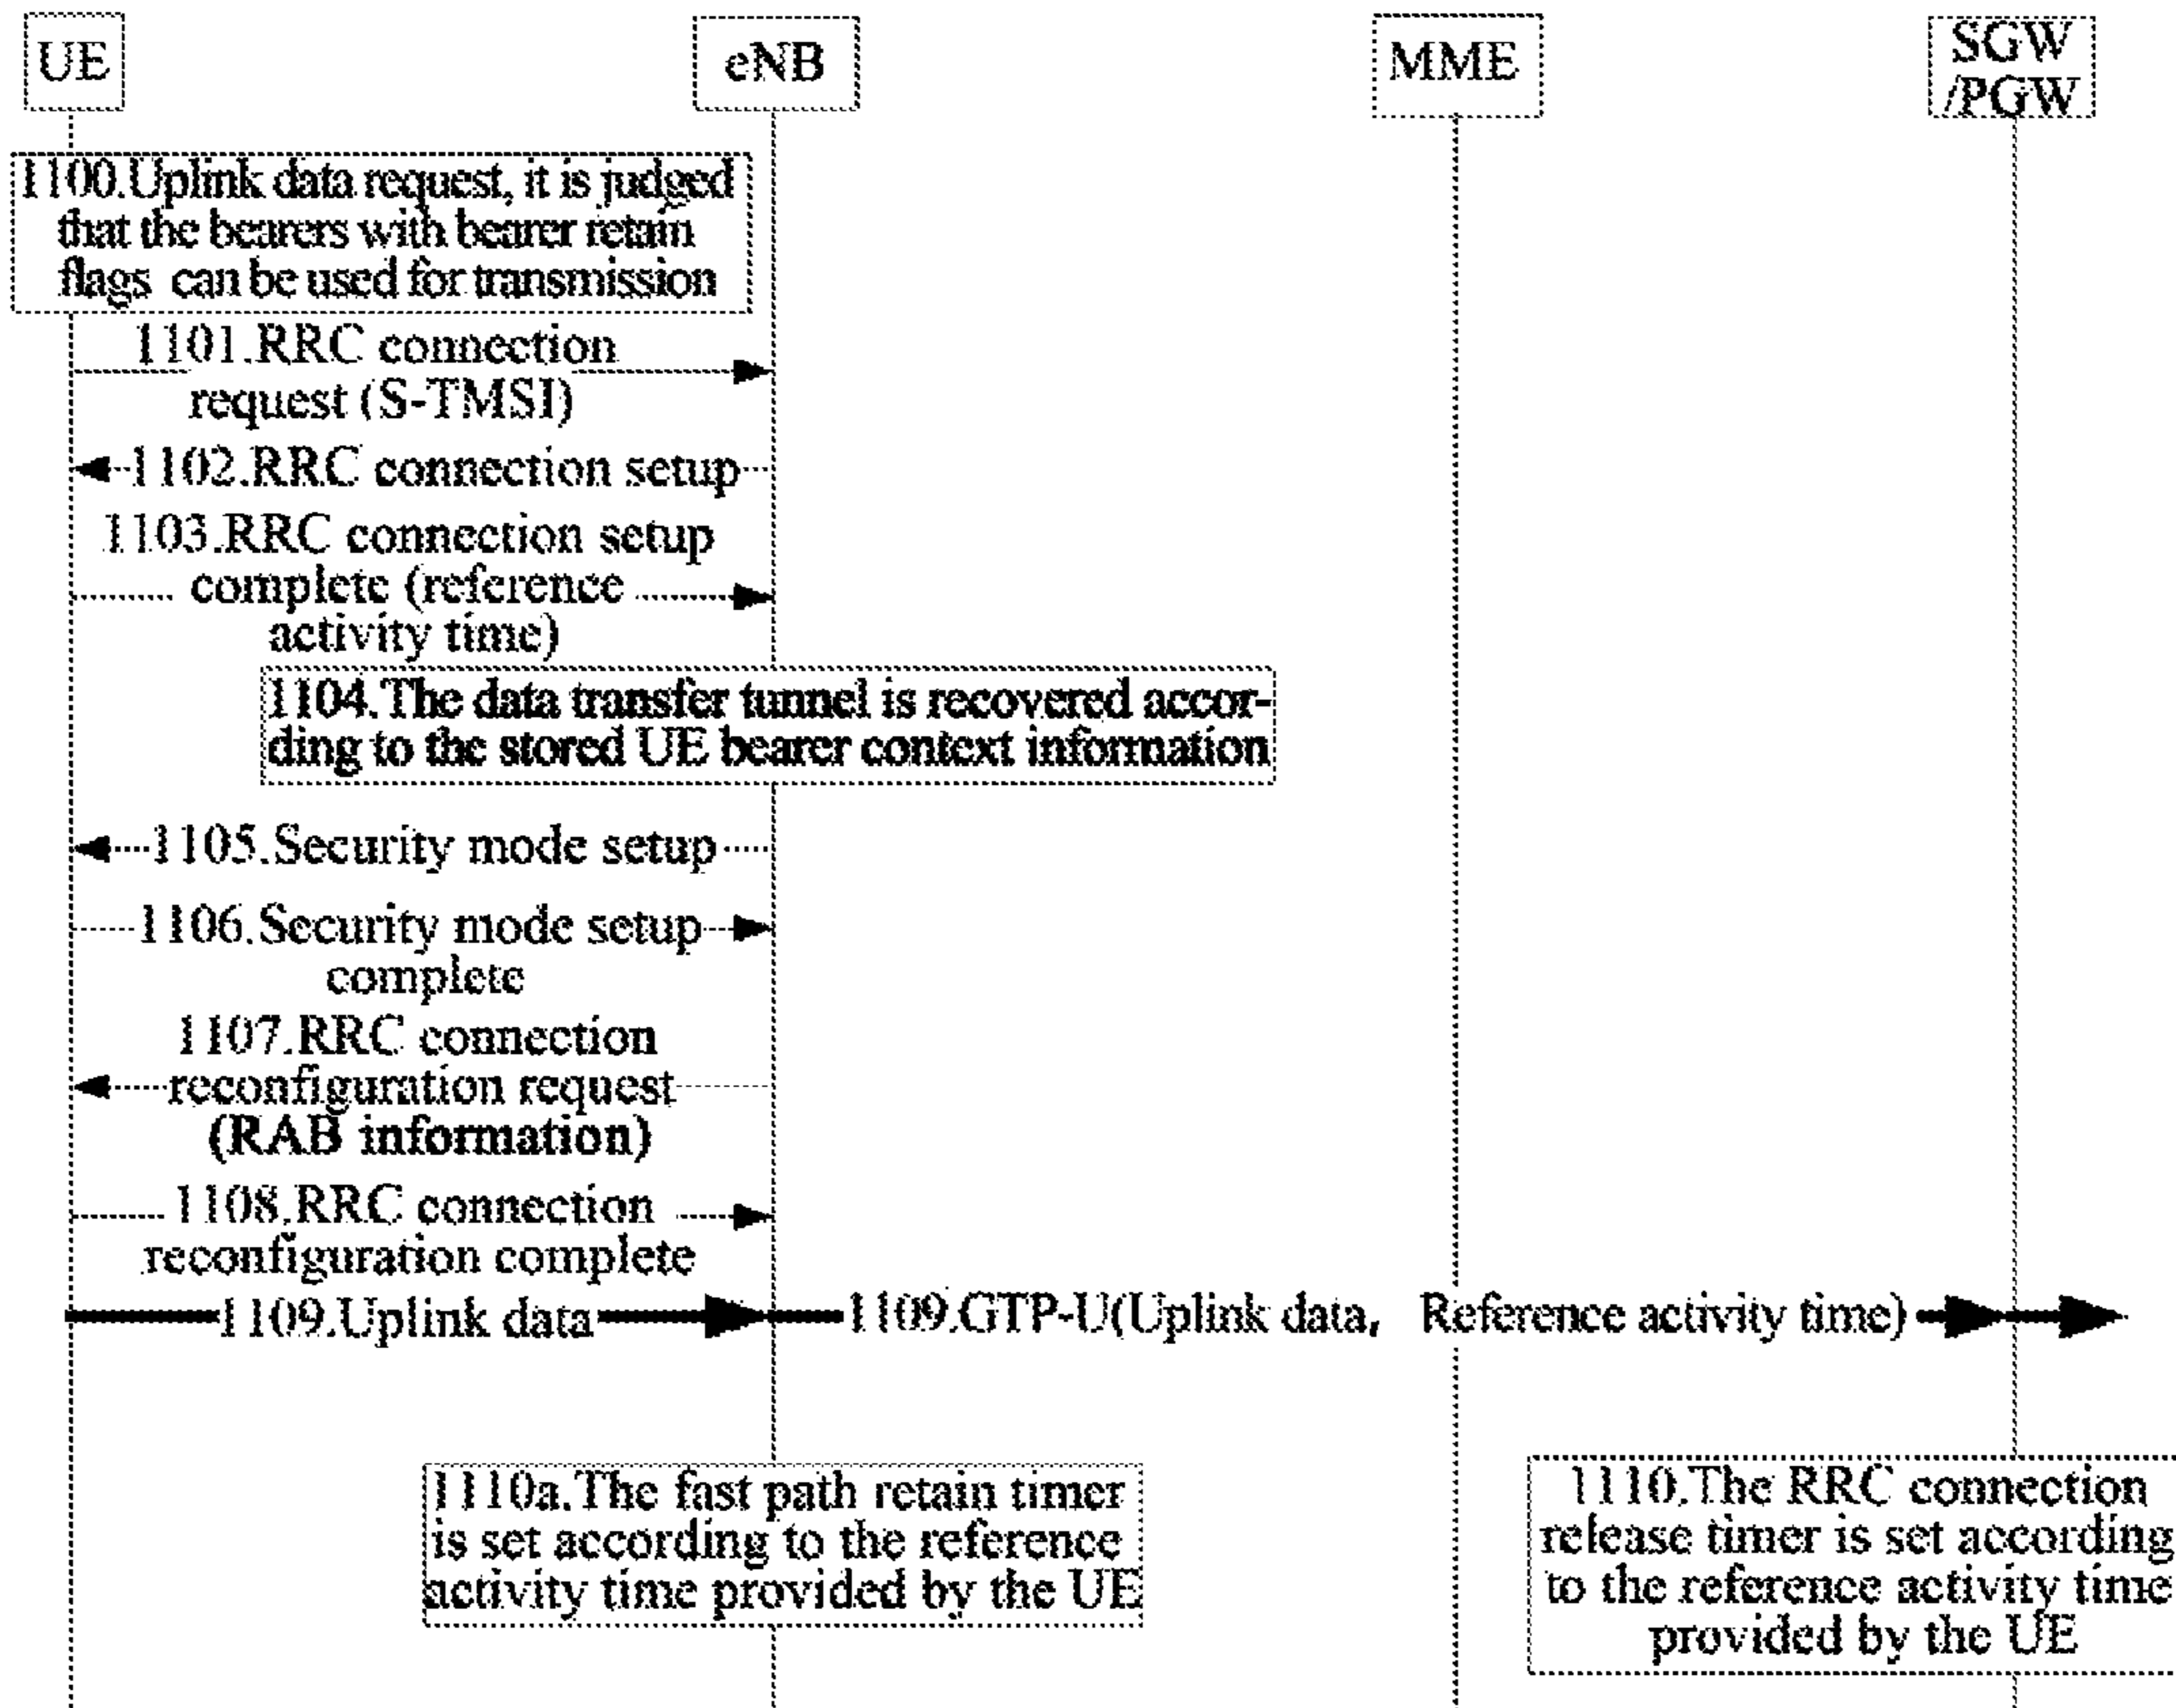 UE
eNB
MME
SGW
/PGW
1100.Uplink data request, it is judged
that the bearers with bearer retain
flags can be used for transmission
1101.RRC connection
request (S-TMSI)
1102.RRC connection setup
1103.RRC connection setup
complete (reference
activity time)
1104.The data transfer tunnel is recovered accor-
ding to the stored UE bearer context information
1105.Security mode setup
1106.Security mode setup
complete
1107.RRC connection
reconfiguration request
(RAB information)
1108.RRC connection
reconfiguration complete
1109.Uplink data
1109.GTP-U(Uplink data, Reference activity time)
1110a.The fast path retain timer
is set according to the reference
activity time provided by the UE
1110.The RRC connection
release timer is set according
to the reference activity time
provided by the UE